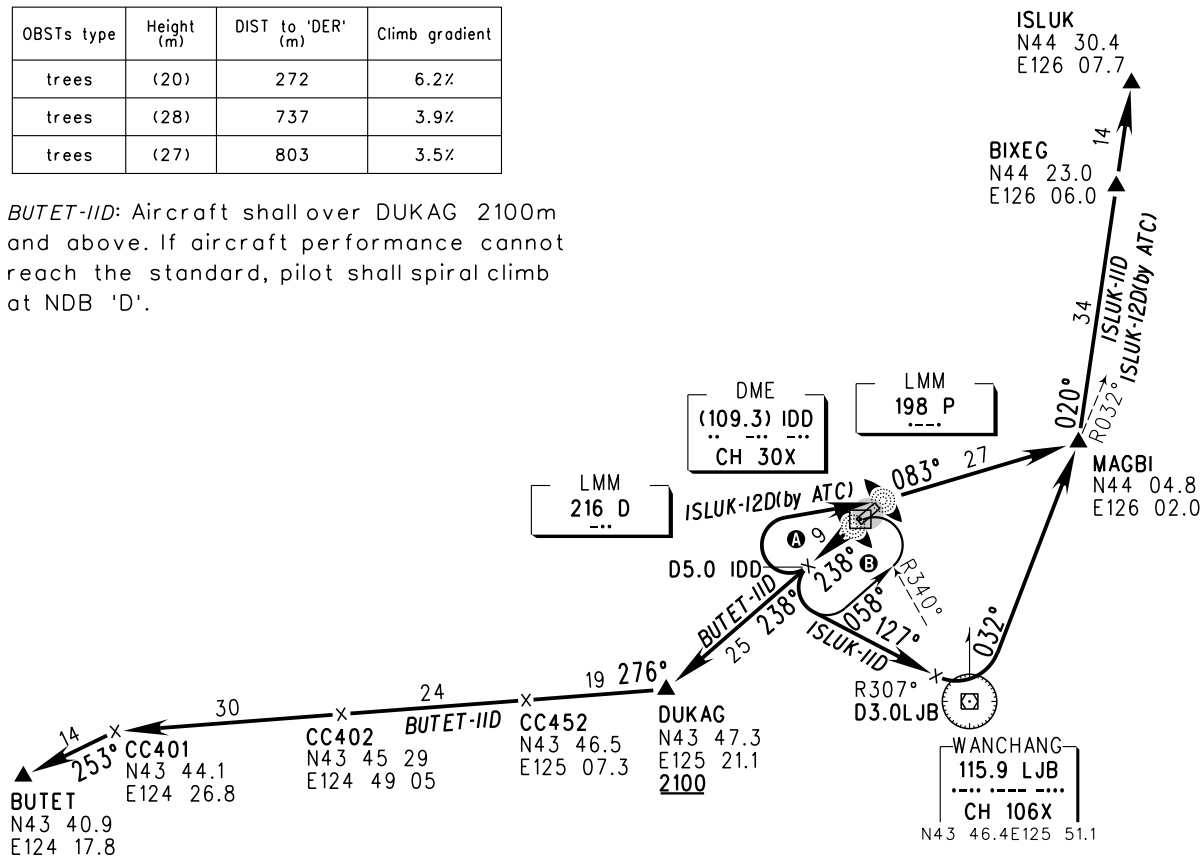 OBSTs type Height (m) DIST to 'DER' (m) Climb gradient
trees (20) 272 6.2%
trees (28) 737 3.9%
trees (27) 803 3.5%
BUTET-11D: Aircraft shall over DUKAG 2100m
and above. If aircraft performance cannot
reach the standard, pilot shall spiral climb
at NDB 'D'.
ISLUK
N44 30.4
E126 07.7
14
BIXEG
N44 23.0
E126 06.0
34
ISLUK-11D
ISLUK-12D(by ATC)
020°
R032°
MAGBI
N44 04.8
E126 02.0
LMM
198 P
·--·
DME
(109.3) IDD
·· -·· -··
CH 30X
083°
27
LMM
216 D
-··
ISLUK-12D(by ATC)
A
9
238°
B
D5.0 IDD
R340°
058°
127°
ISLUK-11D
032°
BUTET-11D
238°
25
R307°
D3.0LJB
WANCHANG
115.9 LJB
·-·· ·--- -···
CH 106X
N43 46.4E125 51.1
276°
19
DUKAG
N43 47.3
E125 21.1
2100
24
BUTET-11D
CC452
N43 46.5
E125 07.3
30
CC402
N43 45 29
E124 49 05
14
253°
CC401
N43 44.1
E124 26.8
BUTET
N43 40.9
E124 17.8